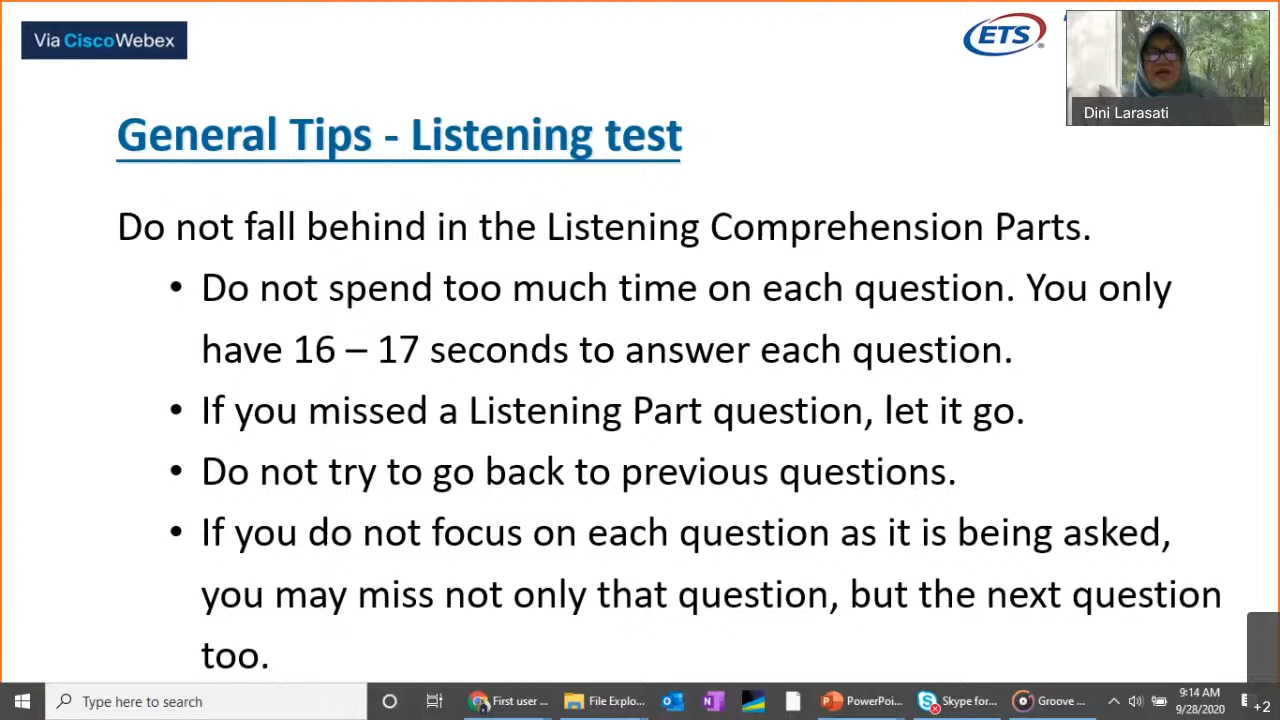 Via CiscoWebex
ETS
Dini Larasati
General Tips - Listening test
Do not fall behind in the Listening Comprehension Parts.
• Do not spend too much time on each question. You only
have 16 – 17 seconds to answer each question.
• If you missed a Listening Part question, let it go.
• Do not try to go back to previous questions.
• If you do not focus on each question as it is being asked,
you may miss not only that question, but the next question
too.
Type here to search
First user ...
File Explo...
PowerPoi...
Skype for...
Groove ...
9:14 AM
9/28/2020
+2